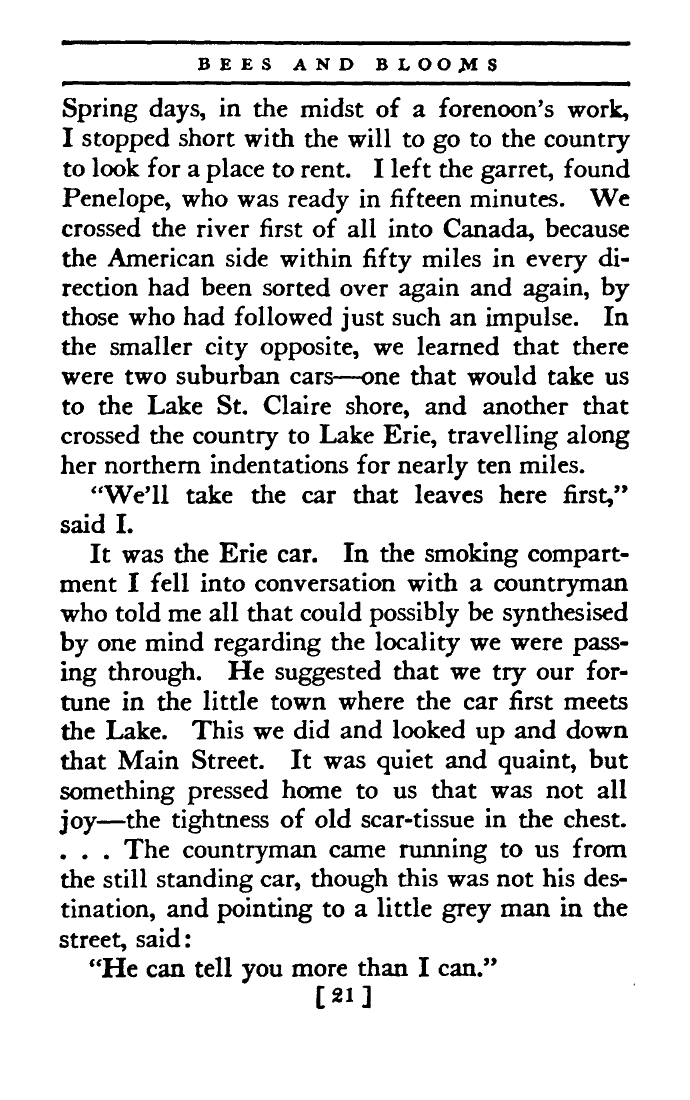 BEES AND BLOOMS
Spring days, in the midst of a forenoon's work,
I stopped short with the will to go to the country
to look for a place to rent. I left the garret, found
Penelope, who was ready in fifteen minutes. We
crossed the river first of all into Canada, because
the American side within fifty miles in every di-
rection had been sorted over again and again, by
those who had followed just such an impulse. In
the smaller city opposite, we learned that there
were two suburban cars—one that would take us
to the Lake St. Claire shore, and another that
crossed the country to Lake Erie, travelling along
her northern indentations for nearly ten miles.
“We'll take the car that leaves here first,”
said I.
It was the Erie car. In the smoking compart-
ment I fell into conversation with a countryman
who told me all that could possibly be synthesised
by one mind regarding the locality we were pass-
ing through. He suggested that we try our for-
tune in the little town where the car first meets
the Lake. This we did and looked up and down
that Main Street. It was quiet and quaint, but
something pressed home to us that was not all
joy—the tightness of old scar-tissue in the chest.
. . . The countryman came running to us from
the still standing car, though this was not his des-
tination, and pointing to a little grey man in the
street, said:
“He can tell you more than I can.”
[ 21 ]